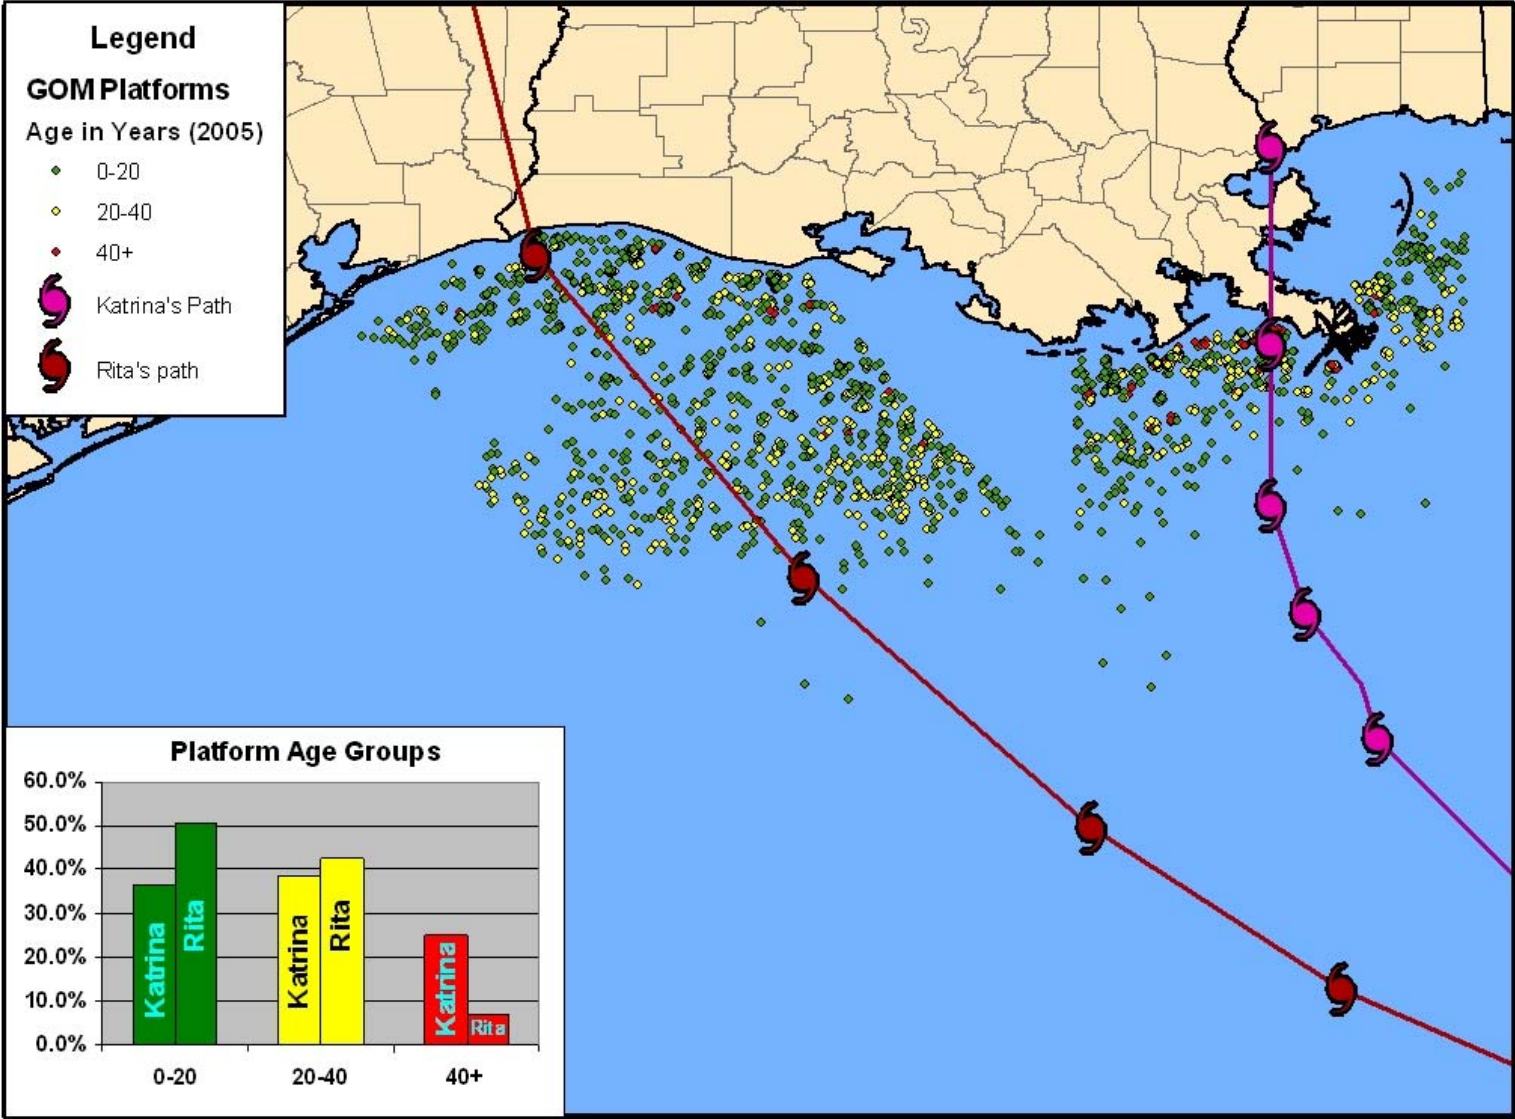 Legend
GOM Platforms
Age in Years (2005)
0-20
20-40
40+
Katrina's Path
Rita's path
Platform Age Groups
60.0%
50.0%
40.0%
30.0%
20.0%
10.0%
0.0%
Katrina
Rita
Katrina
Rita
Katrina
Rita
0-20
20-40
40+